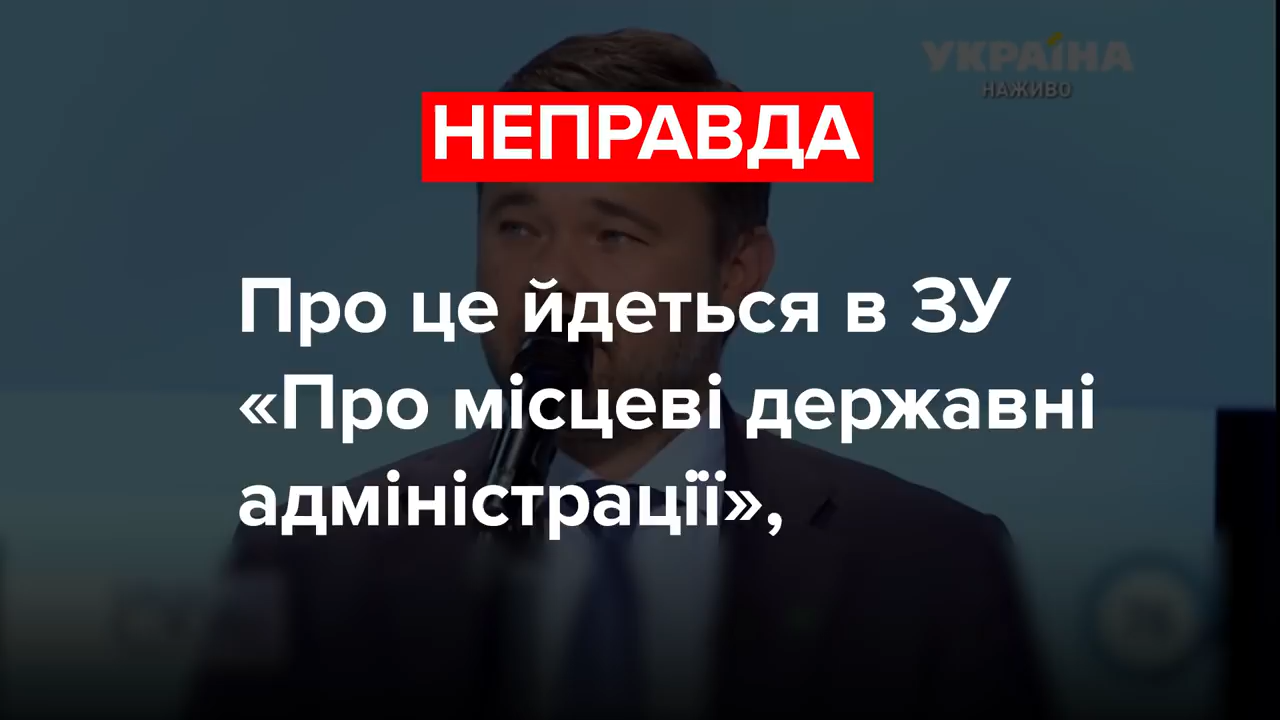 УКРАЇНА
НАЖИВО
НЕПРАВДА
Про це йдеться в ЗУ
«Про місцеві державні
адміністрації»,